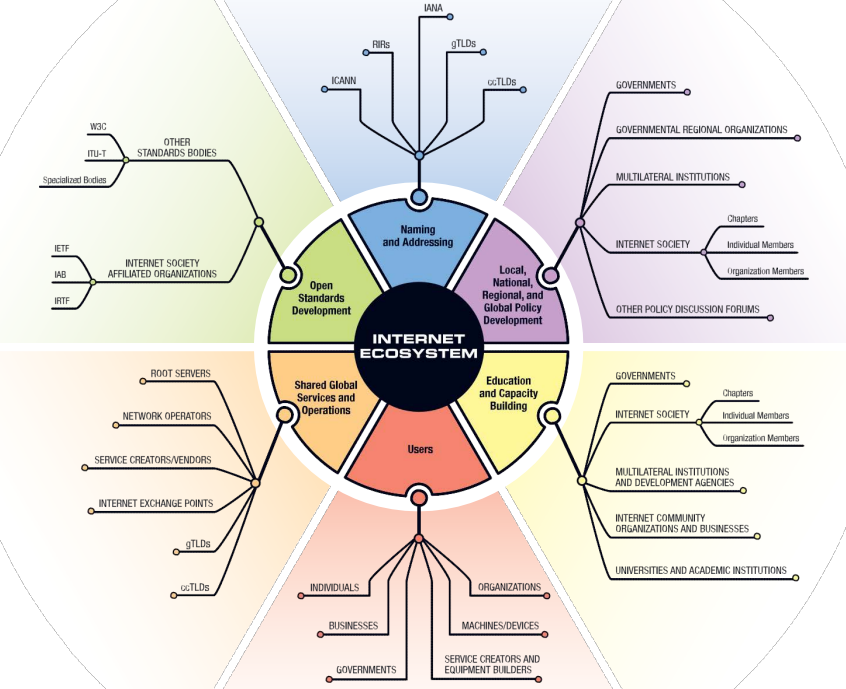 IANA
RIRs
gTLDs
ICANN
ccTLDs
W3C
ITU-T
Specialized Bodies
OTHER
STANDARDS BODIES
IETF
IAB
IRTF
INTERNET SOCIETY
AFFILIATED ORGANIZATIONS
GOVERNMENTS
GOVERNMENTAL REGIONAL ORGANIZATIONS
MULTILATERAL INSTITUTIONS
INTERNET SOCIETY
Chapters
Individual Members
Organization Members
OTHER POLICY DISCUSSION FORUMS
Naming
and Addressing
Open
Standards
Development
Local,
National,
Regional, and
Global Policy
Development
INTERNET
ECOSYSTEM
Shared Global
Services and
Operations
Education
and Capacity
Building
Users
ROOT SERVERS
NETWORK OPERATORS
SERVICE CREATORS/VENDORS
INTERNET EXCHANGE POINTS
gTLDs
ccTLDs
GOVERNMENTS
INTERNET SOCIETY
Chapters
Individual Members
Organization Members
MULTILATERAL INSTITUTIONS
AND DEVELOPMENT AGENCIES
INTERNET COMMUNITY
ORGANIZATIONS AND BUSINESSES
UNIVERSITIES AND ACADEMIC INSTITUTIONS
INDIVIDUALS
BUSINESSES
GOVERNMENTS
ORGANIZATIONS
MACHINES/DEVICES
SERVICE CREATORS AND
EQUIPMENT BUILDERS